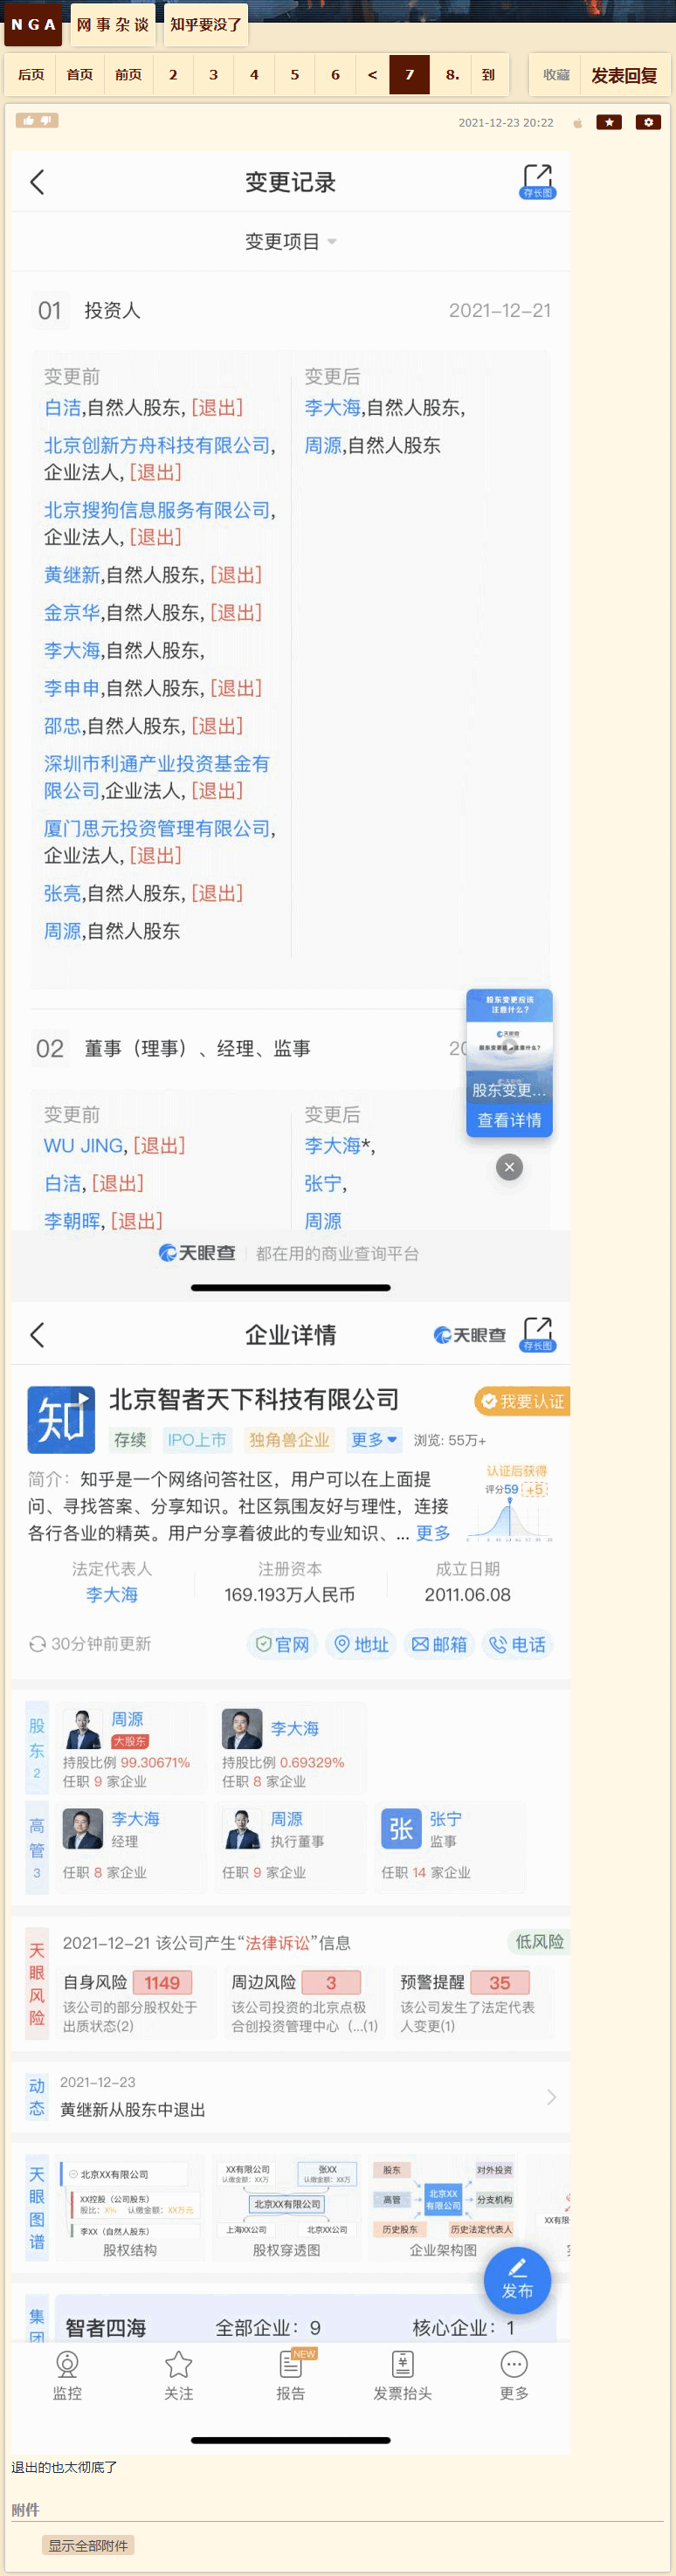 NGA 网事杂谈 知乎要没了
后页 首页 前页 2 3 4 5 6 < 7 8. 到 收藏 发表回复
2021-12-23 20:22
变更记录
存长图
变更项目
01 投资人 2021-12-21
变更前 变更后
白洁,自然人股东, [退出] 李大海,自然人股东,
北京创新方舟科技有限公司, 周源,自然人股东
企业法人, [退出]
北京搜狗信息服务有限公司,
企业法人, [退出]
黄继新,自然人股东, [退出]
金京华,自然人股东, [退出]
李大海,自然人股东,
李申申,自然人股东, [退出]
邵忠,自然人股东, [退出]
深圳市利通产业投资基金有
限公司,企业法人, [退出]
厦门思元投资管理有限公司,
企业法人, [退出]
张亮,自然人股东, [退出]
周源,自然人股东
股东变更应该
注意什么?
天眼查
02 董事（理事）、经理、监事 20
股东变更...
查看详情
变更前 变更后
WU JING, [退出] 李大海*,
白洁, [退出] 张宁,
李朝晖, [退出] 周源
天眼查 都在用的商业查询平台
企业详情 天眼查
存长图
知 北京智者天下科技有限公司 我要认证
存续 IPO上市 独角兽企业 更多 浏览: 55万+
简介：知乎是一个网络问答社区，用户可以在上面提
问、寻找答案、分享知识。社区氛围友好与理性，连接
各行各业的精英。用户分享着彼此的专业知识、... 更多
认证后获得
评分59 +5
法定代表人 注册资本 成立日期
李大海 169.193万人民币 2011.06.08
30分钟前更新 官网 地址 邮箱 电话
股东2
周源 李大海
大股东
持股比例 99.30671% 持股比例 0.69329%
任职 9 家企业 任职 8 家企业
高管3
李大海 周源 张 张宁
经理 执行董事 监事
任职 8 家企业 任职 9 家企业 任职 14 家企业
天眼风险
2021-12-21 该公司产生“法律诉讼”信息 低风险
自身风险 1149 周边风险 3 预警提醒 35
该公司的部分股权处于 该公司投资的北京点极 该公司发生了法定代表
出质状态(2) 合创投资管理中心（...(1) 人变更(1)
动态
2021-12-23
黄继新从股东中退出
天眼图谱
北京XX有限公司
XX控股（公司股东）
股比：X% 认缴金额：XX万元
李XX（自然人股东）
股权结构
XX有限公司 张XX
认缴金额：XX万 认缴金额：XX万
北京XX有限公司
上海XX公司 北京XX公司
股权穿透图
股东 对外投资
高管 北京XX有限公司 分支机构
历史股东 历史法定代表人
企业架构图
XX有限
发布
集团
智者四海 全部企业：9 核心企业：1
NEW
监控 关注 报告 发票抬头 更多
退出的也太彻底了
附件
显示全部附件